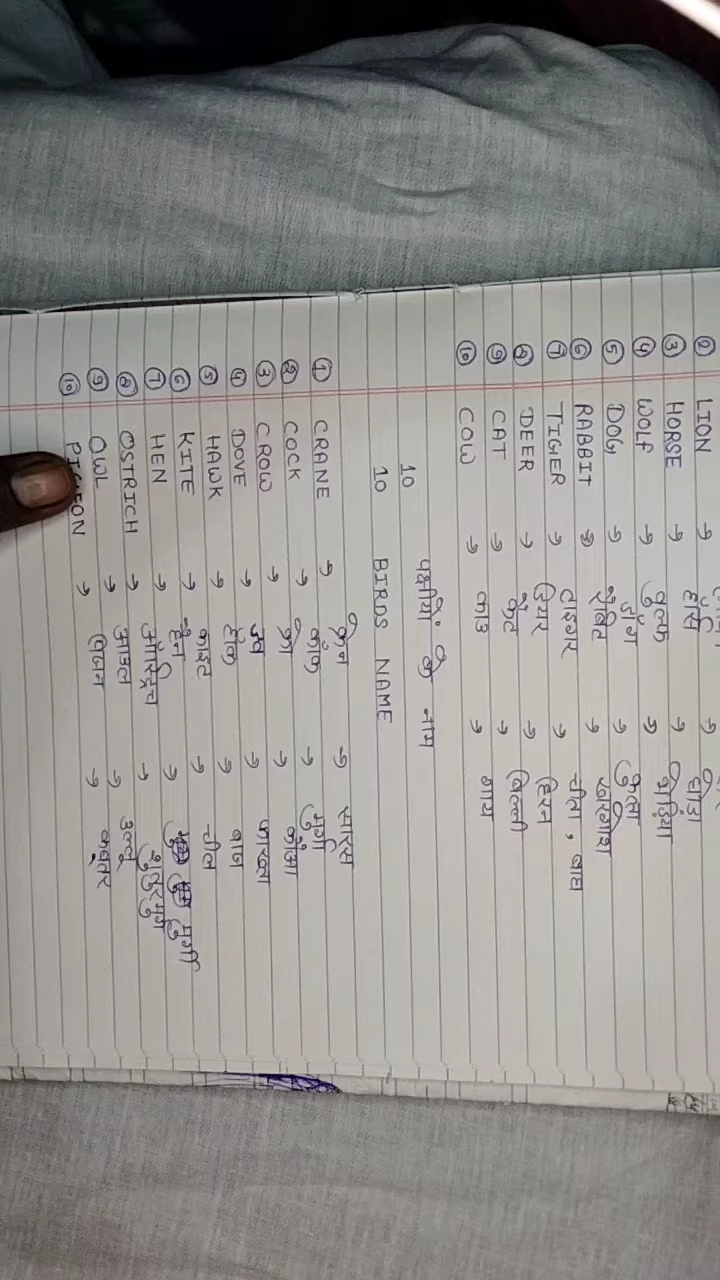 ② LION →
③ HORSE → हॉर्स → घोड़ा
④ WOLF → वुल्फ → भेड़िया
⑤ DOG → डॉग → कुत्ता
⑥ RABBIT → रैबिट → खरगोश
⑦ TIGER → टाइगर → चीता , बाघ
⑧ DEER → डियर → हिरन
⑨ CAT → कैट → बिल्ली
⑩ COW → काउ → गाय
10 पक्षीयों के नाम
10 BIRDS NAME
① CRANE → क्रेन → सारस
② COCK → कॉक → मुर्गा
③ CROW → क्रो → कौआ
④ DOVE → डव → फाख्ता
⑤ HAWK → हॉक → बाज
⑥ KITE → काइट → चील
⑦ HEN → हैन → मुर्गी
⑧ OSTRICH → ऑस्ट्रिच → शुतुरमुर्ग
⑨ OWL → आउल → उल्लू
⑩ PIGEON → पिजन → कबूतर